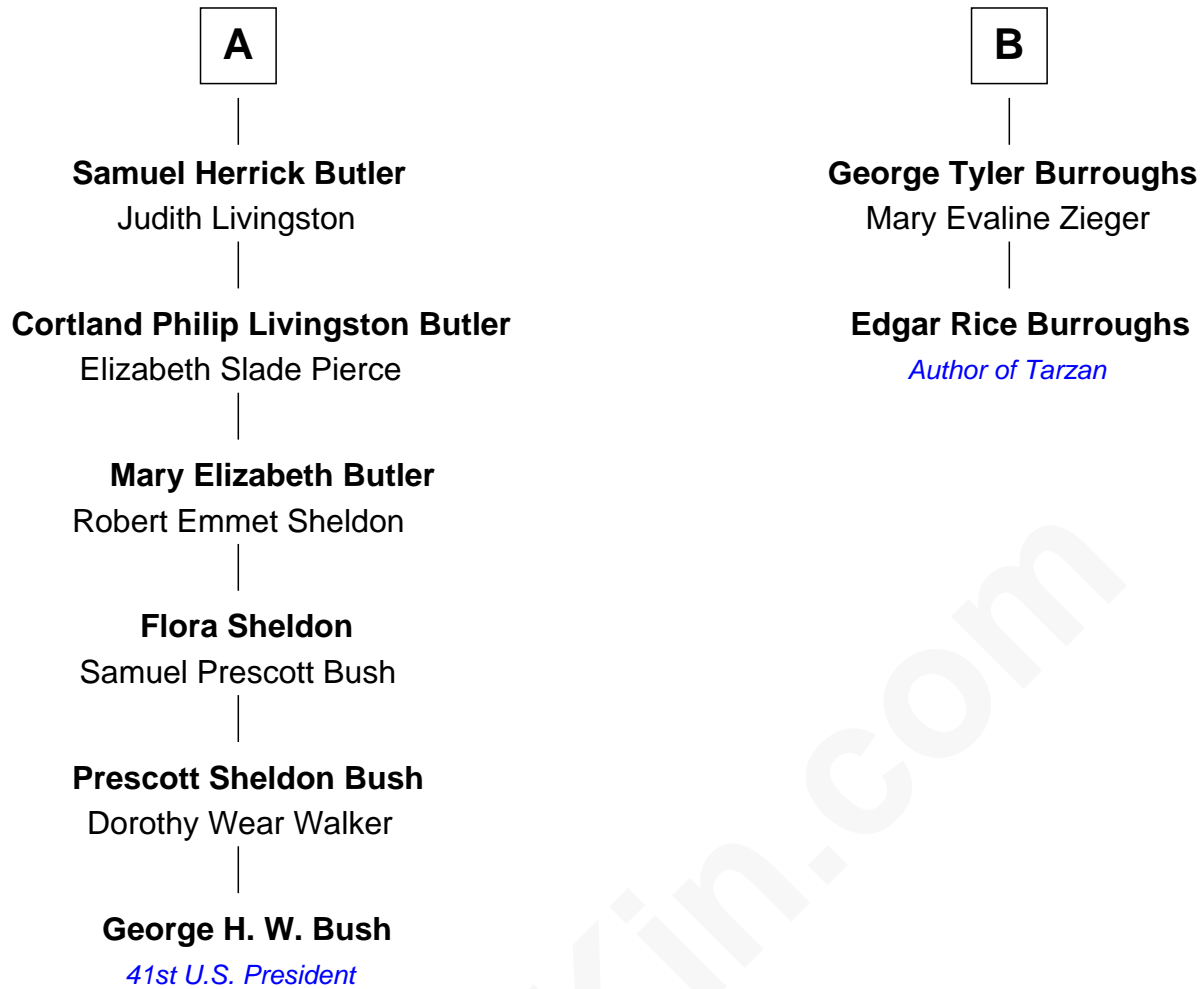 A
Samuel Herrick Butler
Judith Livingston
Cortland Philip Livingston Butler
Elizabeth Slade Pierce
Mary Elizabeth Butler
Robert Emmet Sheldon
Flora Sheldon
Samuel Prescott Bush
Prescott Sheldon Bush
Dorothy Wear Walker
George H. W. Bush
41st U.S. President
B
George Tyler Burroughs
Mary Evaline Zieger
Edgar Rice Burroughs
Author of Tarzan